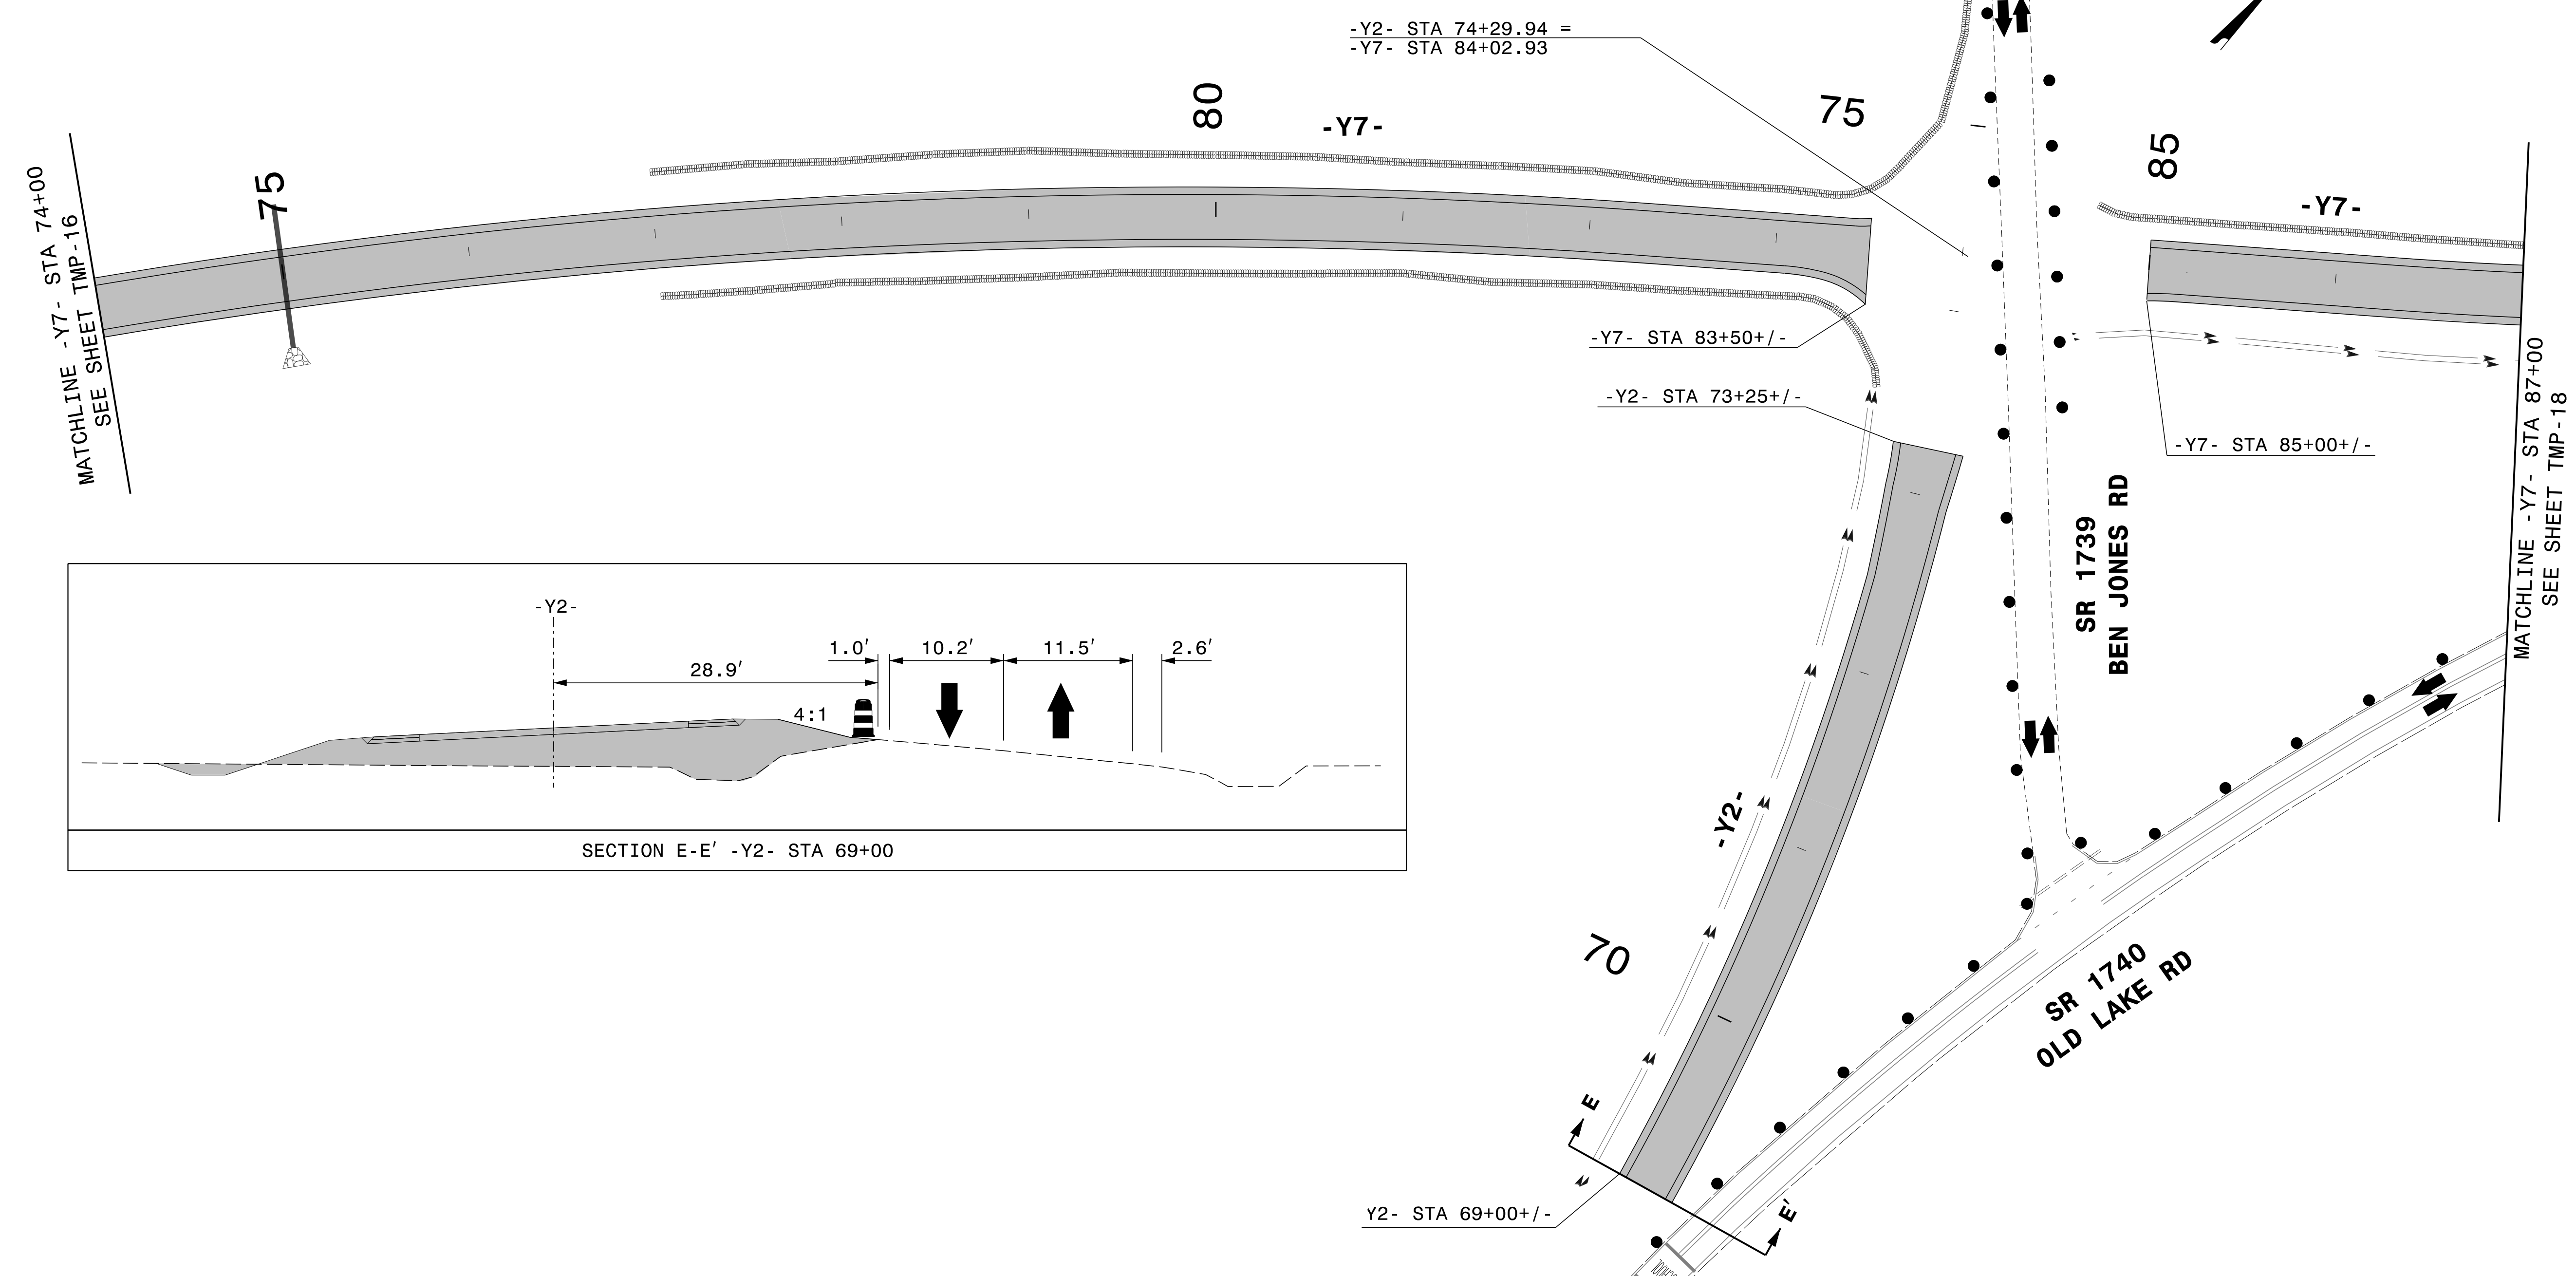 -Y2- STA 74+29.94 =
-Y7- STA 84+02.93
80
-Y7-
75
85
-Y7-
75
MATCHLINE -Y7- STA 74+00
SEE SHEET TMP-16
-Y7- STA 83+50+/-
-Y2- STA 73+25+/-
-Y7- STA 85+00+/-
MATCHLINE -Y7- STA 87+00
SEE SHEET TMP-18
SR 1739
BEN JONES RD
-Y2-
28.9′
1.0′
10.2′
11.5′
2.6′
4:1
SECTION E-E′ -Y2- STA 69+00
-Y2-
70
SR 1740
OLD LAKE RD
E
E′
Y2- STA 69+00+/-